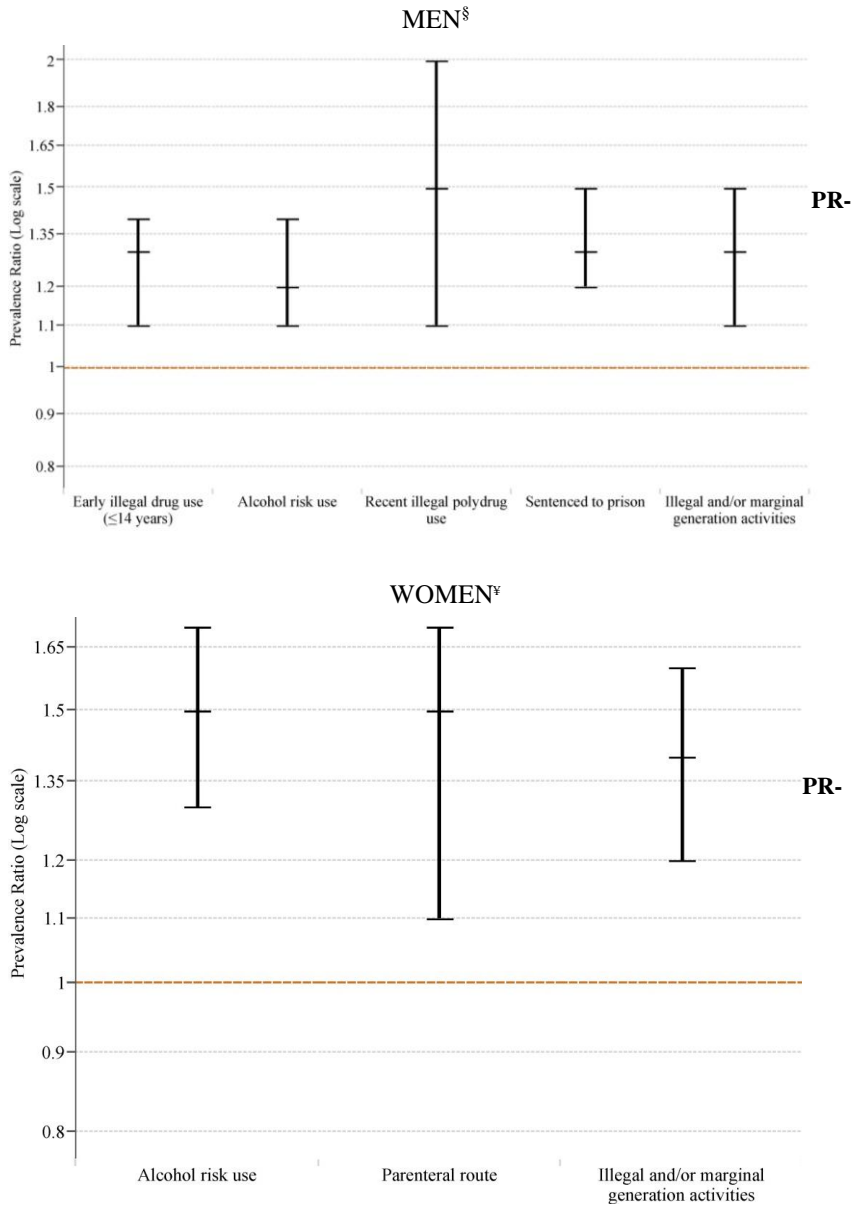 MEN§
Prevalence Ratio (Log scale)
2
1.8
1.65
1.5
1.35
1.2
1.1
1
0.9
0.8
PR-
Early illegal drug use
(≤14 years)
Alcohol risk use
Recent illegal polydrug
use
Sentenced to prison
Illegal and/or marginal
generation activities
WOMEN¥
Prevalence Ratio (Log scale)
1.65
1.5
1.35
1.2
1.1
1
0.9
0.8
PR-
Alcohol risk use
Parenteral route
Illegal and/or marginal
generation activities